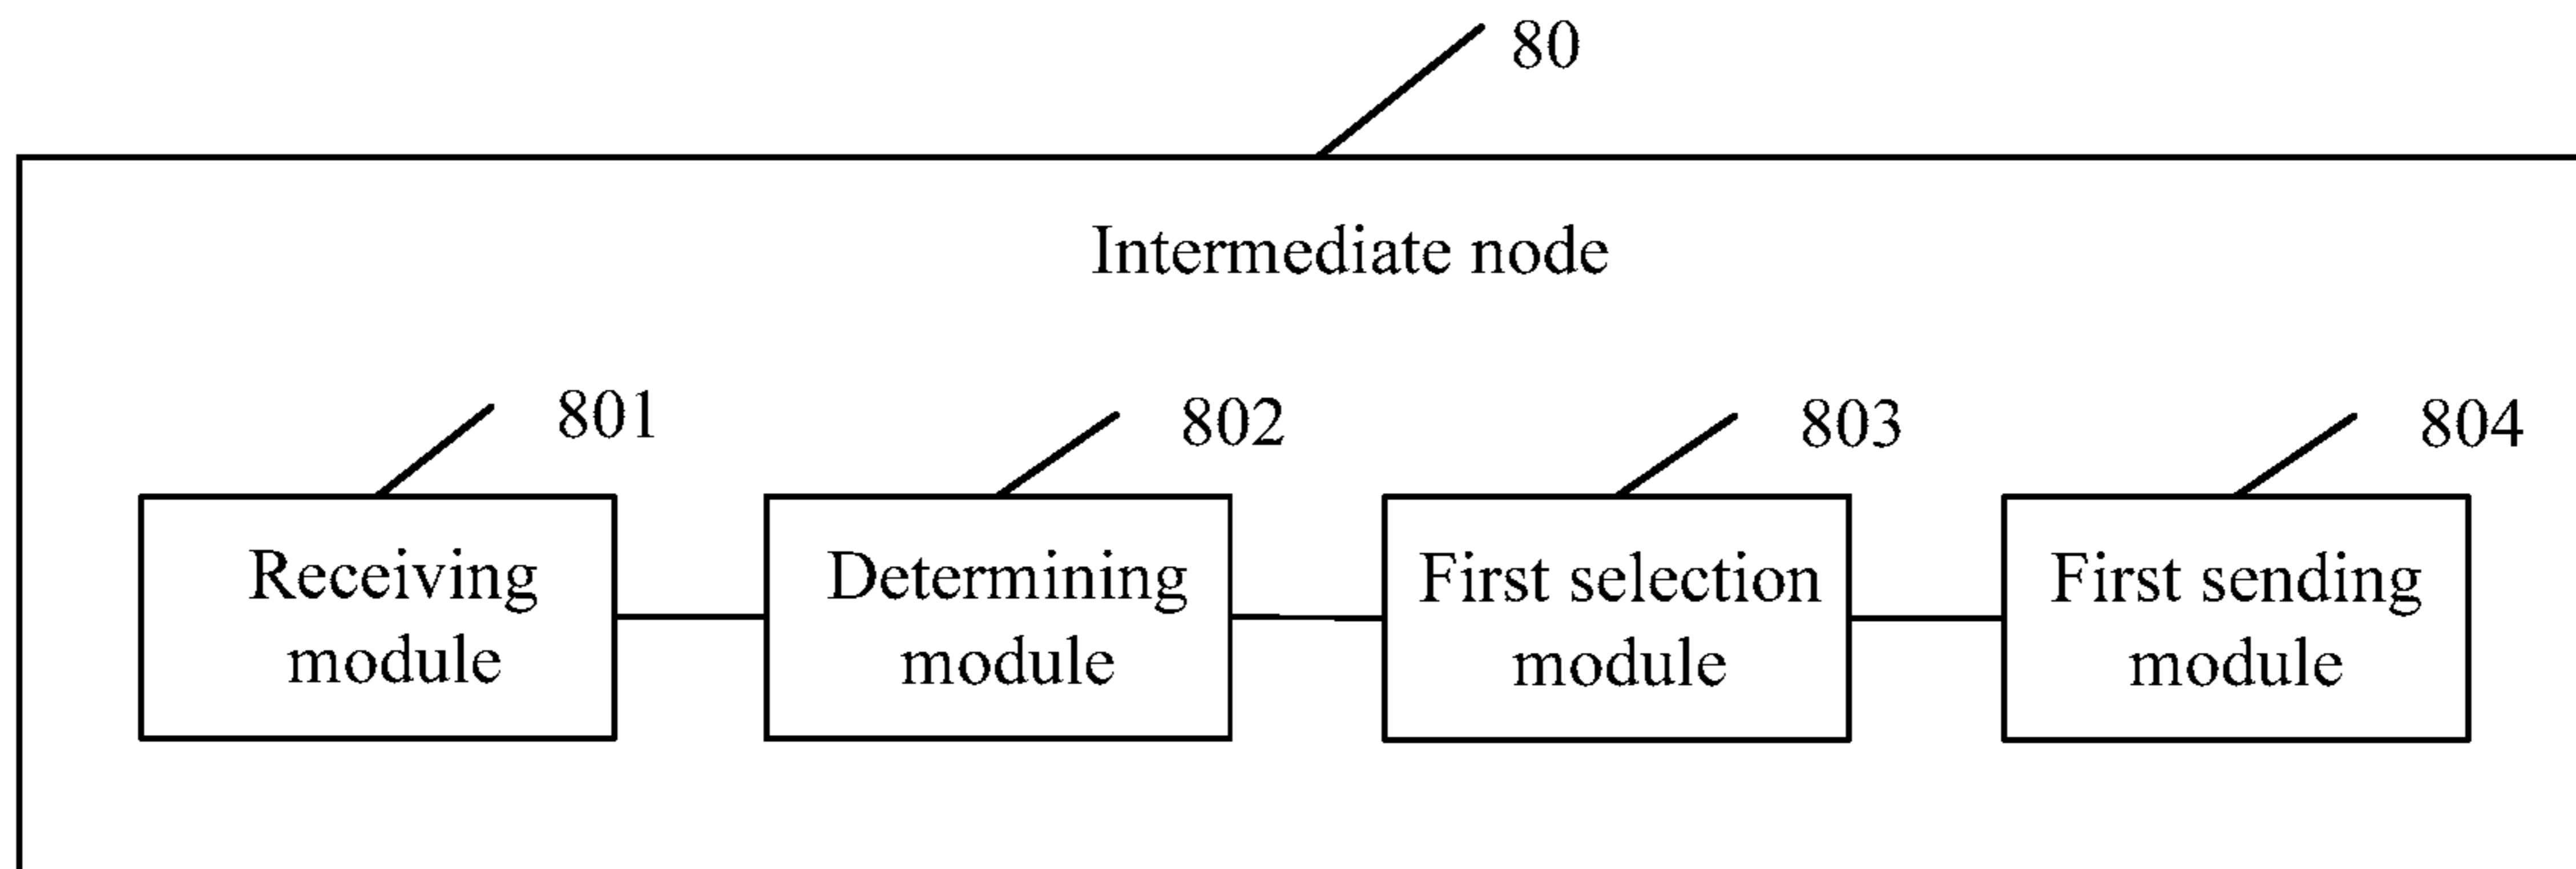 80
Intermediate node
801
802
803
804
Receiving
module
Determining
module
First selection
module
First sending
module